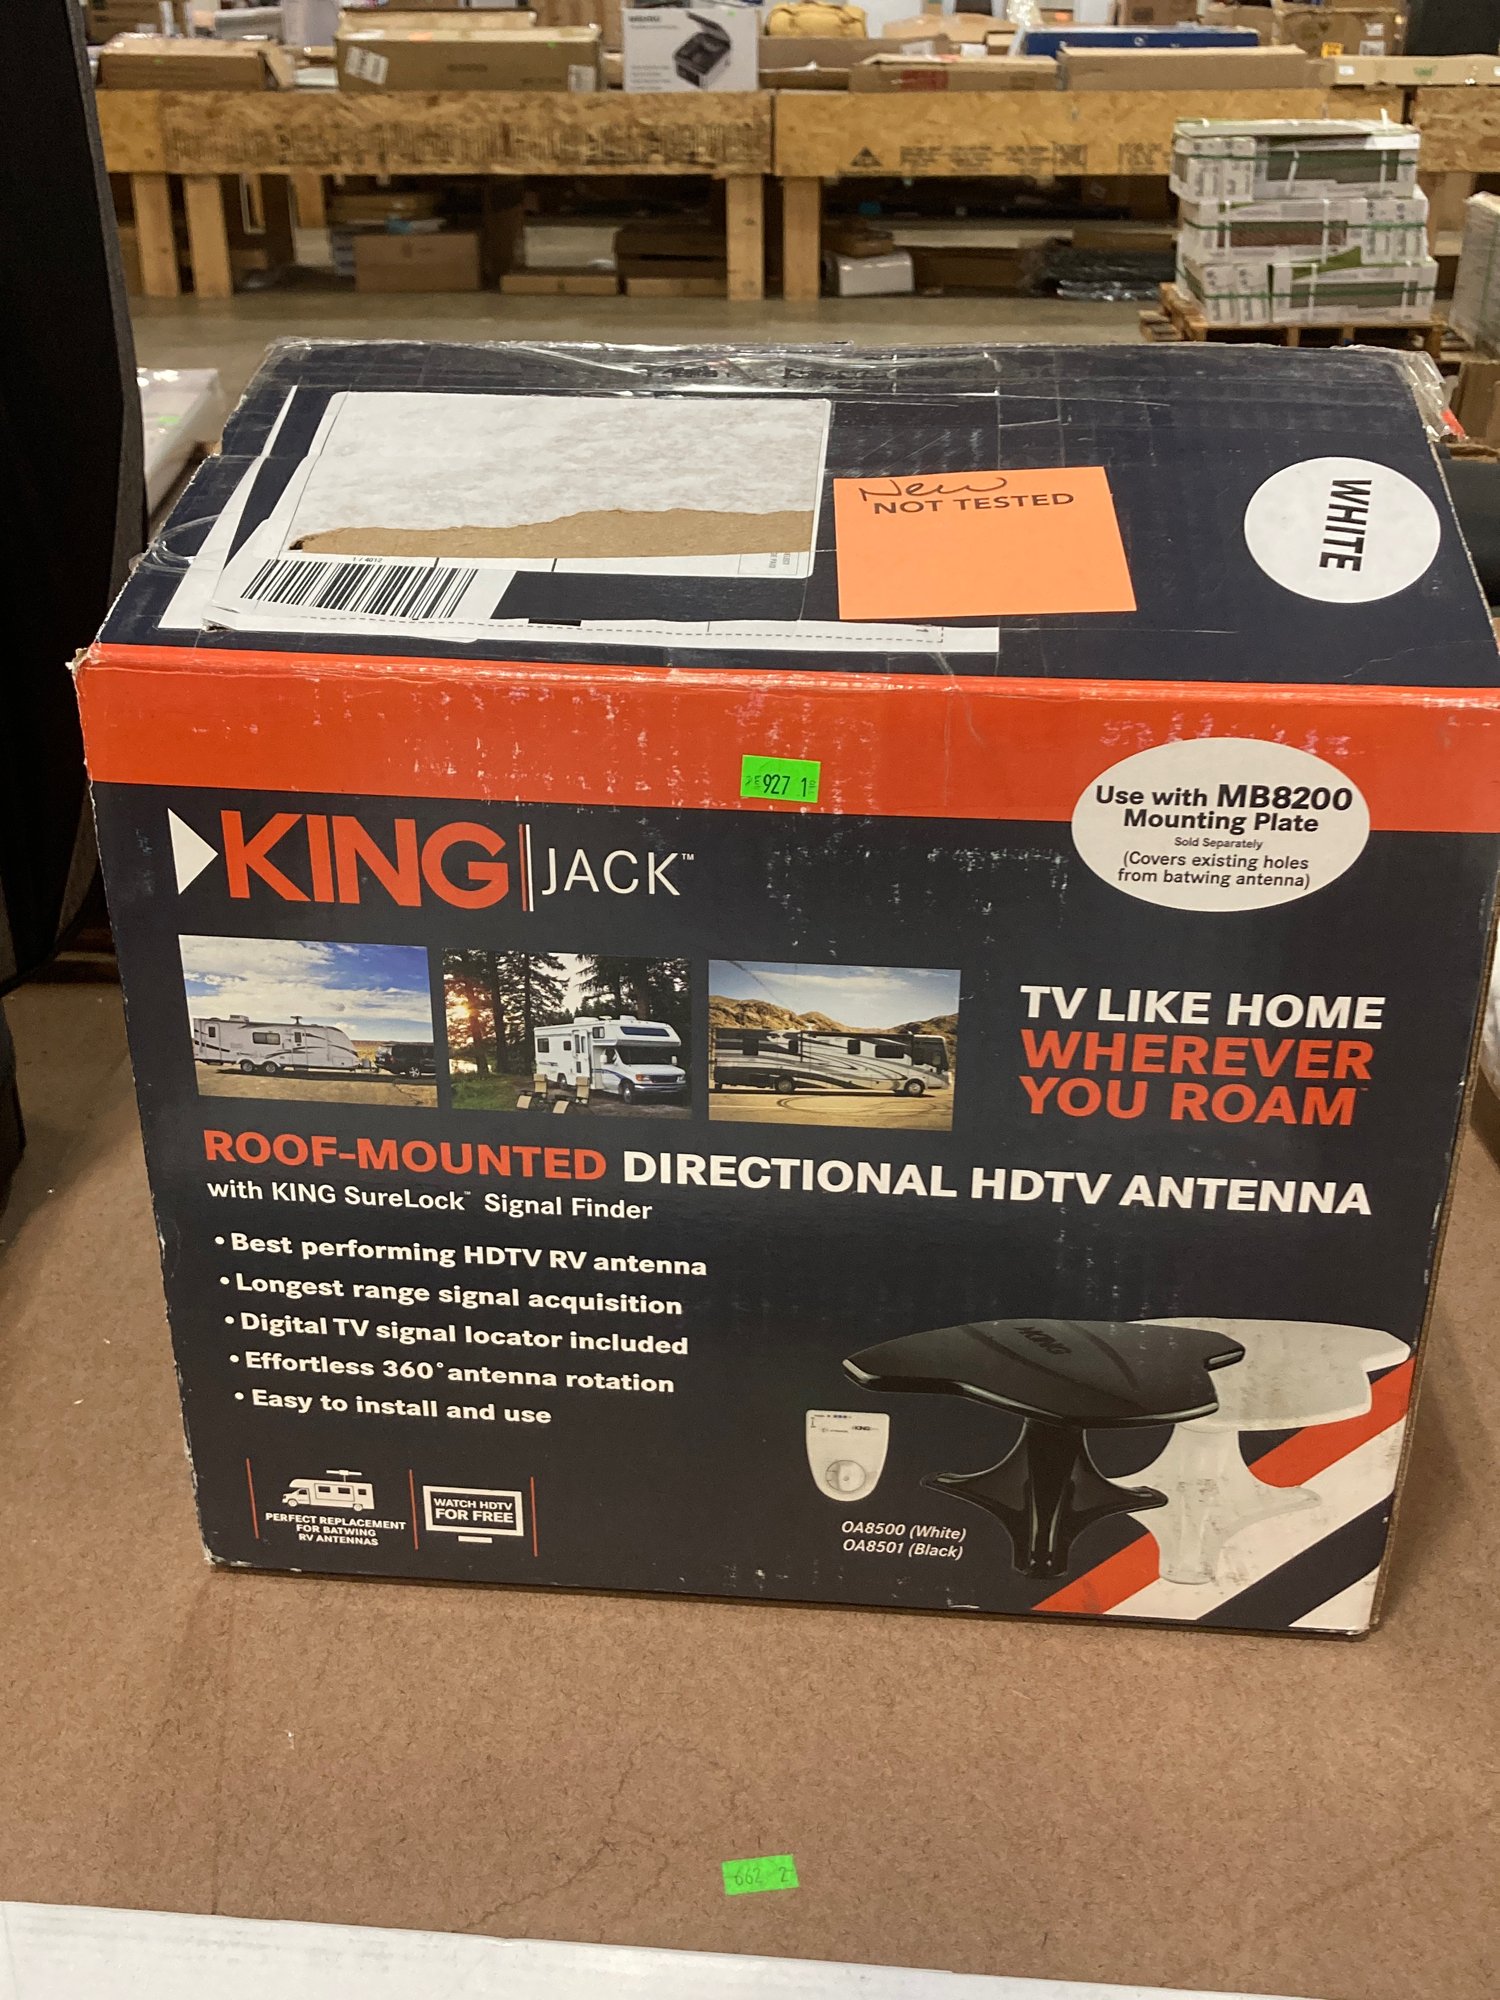 New
NOT TESTED
WHITE
927 1
Use with MB8200
Mounting Plate
Sold Separately
(Covers existing holes
from batwing antenna)
KING JACK™
TV LIKE HOME
WHEREVER
YOU ROAM
ROOF-MOUNTED DIRECTIONAL HDTV ANTENNA
with KING SureLock™ Signal Finder
• Best performing HDTV RV antenna
• Longest range signal acquisition
• Digital TV signal locator included
• Effortless 360° antenna rotation
• Easy to install and use
KING
PERFECT REPLACEMENT
FOR BATWING
RV ANTENNAS
WATCH HDTV
FOR FREE
OA8500 (White)
OA8501 (Black)
662 2